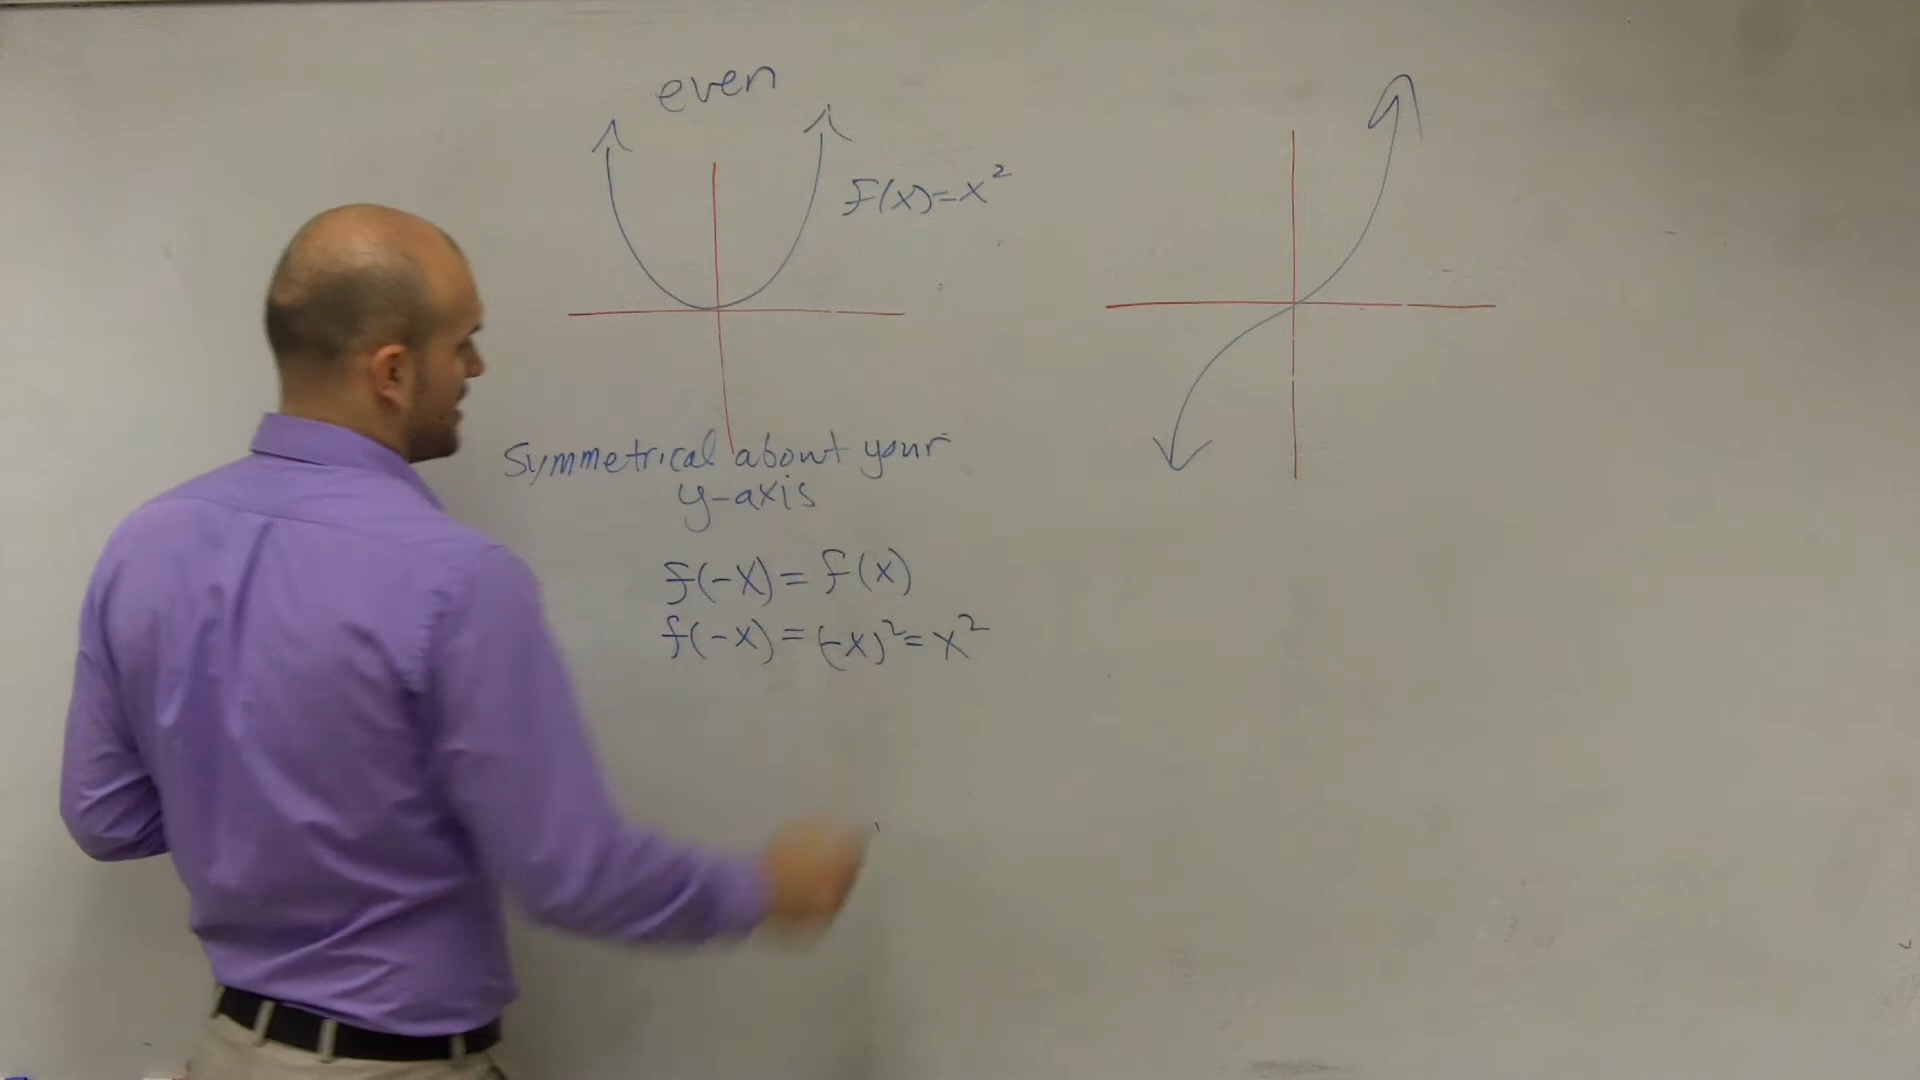 even
f(x)=x²
Symmetrical about your
y-axis
f(-x)= f(x)
f(-x)= (-x)²= x²